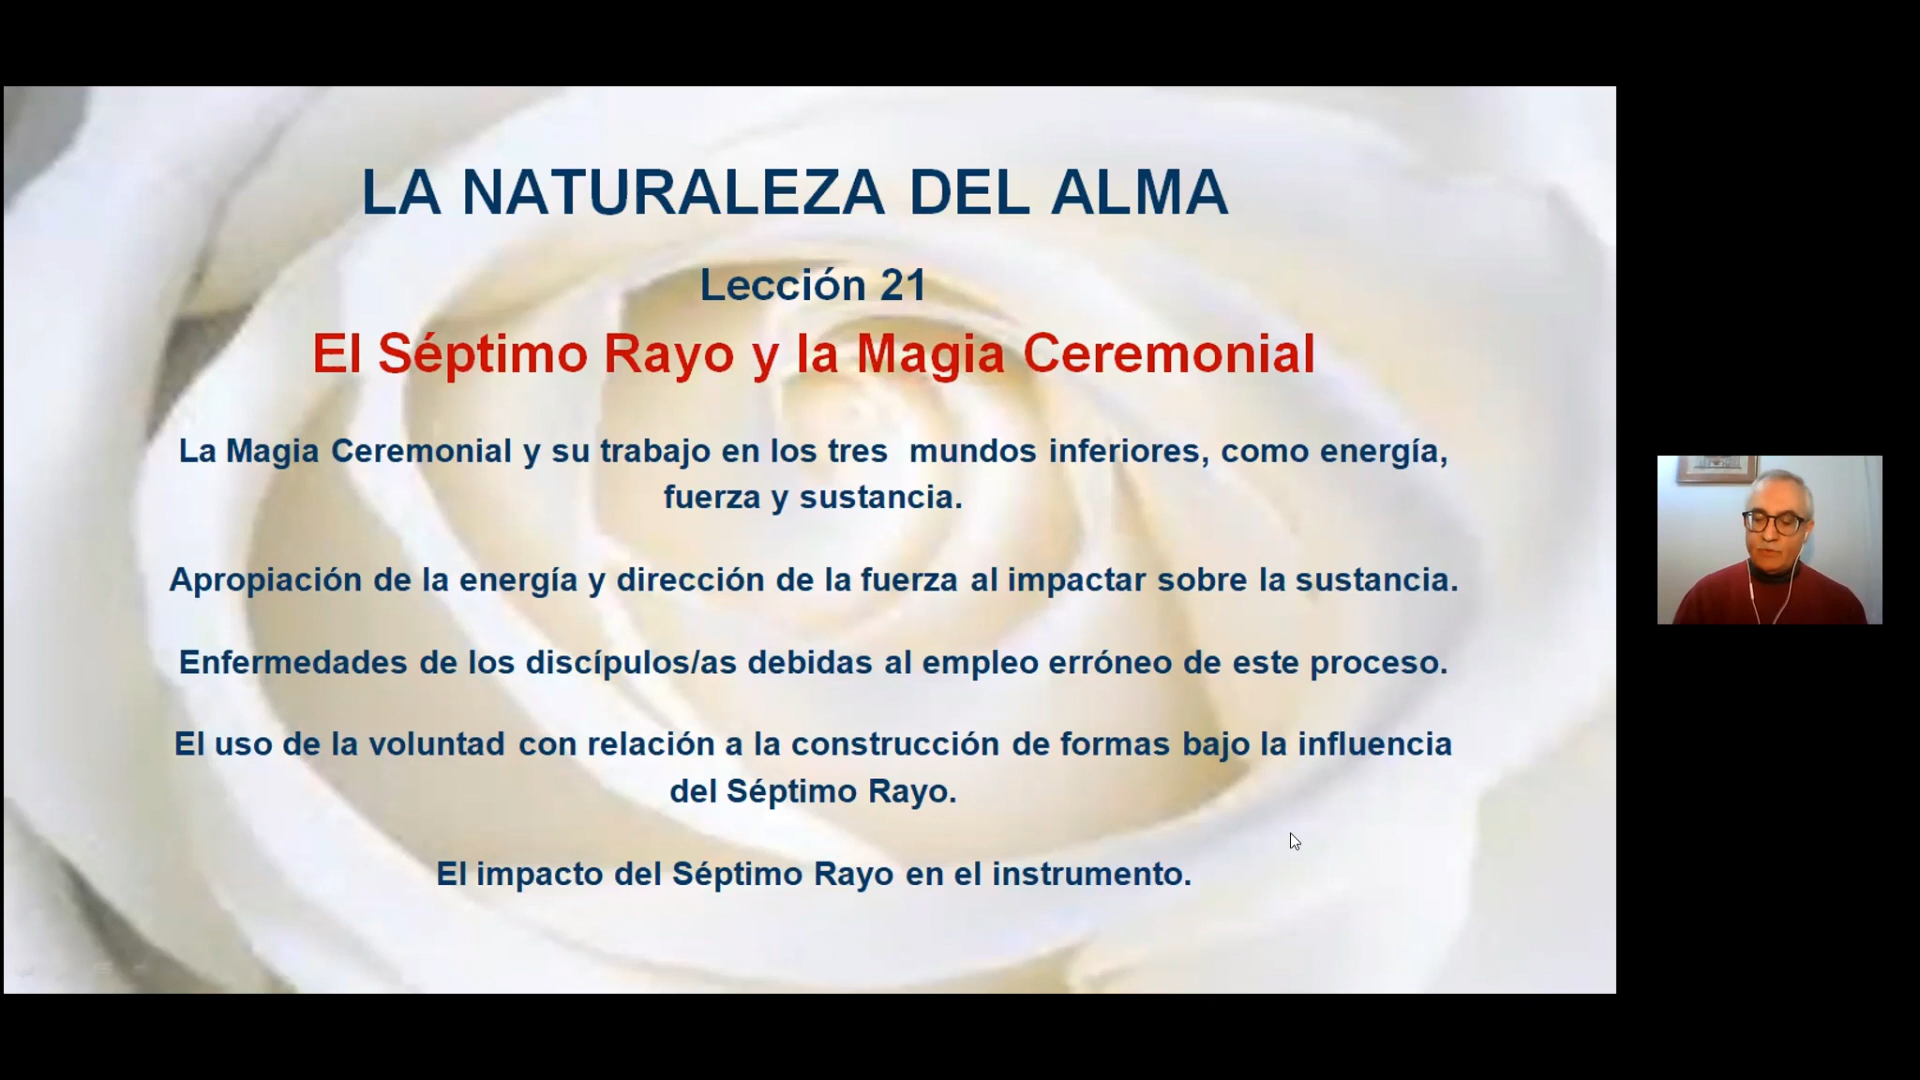 LA NATURALEZA DEL ALMA
Lección 21
El Séptimo Rayo y la Magia Ceremonial
La Magia Ceremonial y su trabajo en los tres mundos inferiores, como energía,
fuerza y sustancia.
Apropiación de la energía y dirección de la fuerza al impactar sobre la sustancia.
Enfermedades de los discípulos/as debidas al empleo erróneo de este proceso.
El uso de la voluntad con relación a la construcción de formas bajo la influencia
del Séptimo Rayo.
El impacto del Séptimo Rayo en el instrumento.